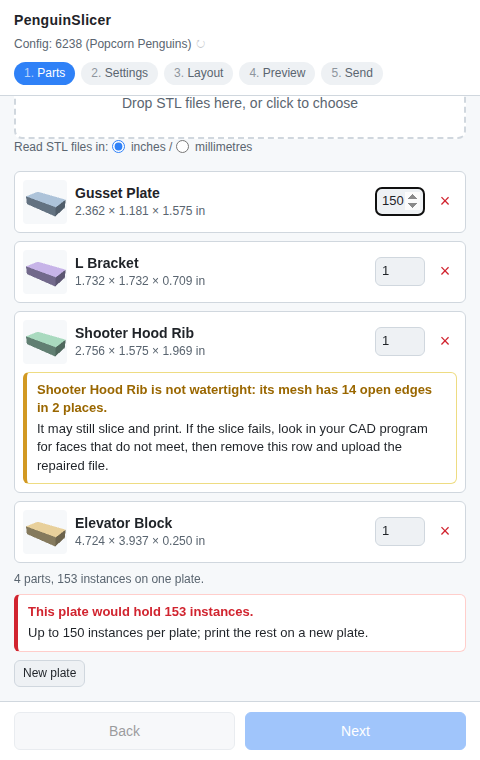 PenguinSlicer
Config: 6238 (Popcorn Penguins)
1. Parts
2. Settings
3. Layout
4. Preview
5. Send
Drop STL files here, or click to choose
Read STL files in: inches / millimetres
Gusset Plate
2.362 × 1.181 × 1.575 in
150
×
L Bracket
1.732 × 1.732 × 0.709 in
1
×
Shooter Hood Rib
2.756 × 1.575 × 1.969 in
1
×
Shooter Hood Rib is not watertight: its mesh has 14 open edges
in 2 places.
It may still slice and print. If the slice fails, look in your CAD program
for faces that do not meet, then remove this row and upload the
repaired file.
Elevator Block
4.724 × 3.937 × 0.250 in
1
×
4 parts, 153 instances on one plate.
This plate would hold 153 instances.
Up to 150 instances per plate; print the rest on a new plate.
New plate
Back
Next